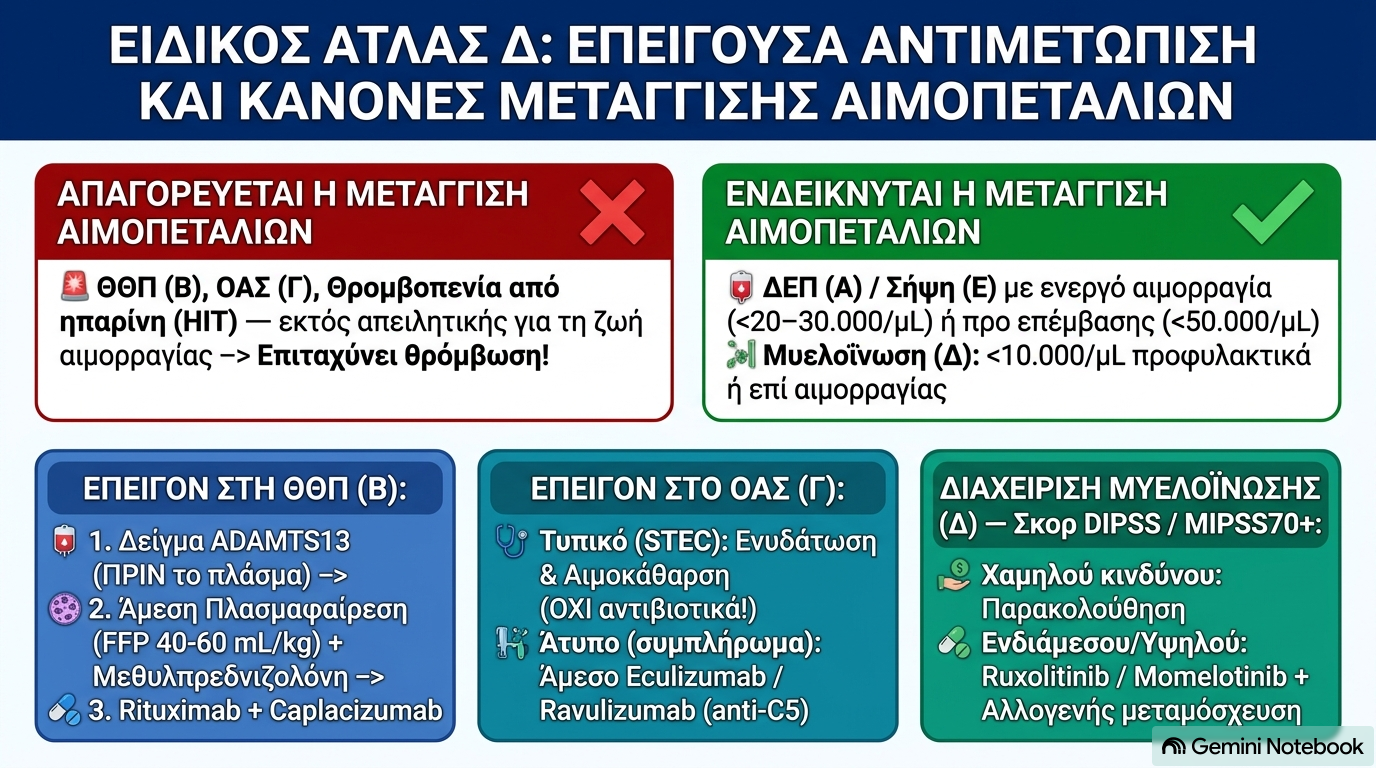 ΕΙΔΙΚΟΣ ΑΤΛΑΣ Δ: ΕΠΕΙΓΟΥΣΑ ΑΝΤΙΜΕΤΩΠΙΣΗ
ΚΑΙ ΚΑΝΟΝΕΣ ΜΕΤΑΓΓΙΣΗΣ ΑΙΜΟΠΕΤΑΛΙΩΝ
ΑΠΑΓΟΡΕΥΕΤΑΙ Η ΜΕΤΑΓΓΙΣΗ
ΑΙΜΟΠΕΤΑΛΙΩΝ
ΘΘΠ (Β), ΟΑΣ (Γ), Θρομβοπενία από
ηπαρίνη (HIT) — εκτός απειλητικής για τη ζωή
αιμορραγίας –> Επιταχύνει θρόμβωση!
ΕΝΔΕΙΚΝΥΤΑΙ Η ΜΕΤΑΓΓΙΣΗ
ΑΙΜΟΠΕΤΑΛΙΩΝ
ΔΕΠ (Α) / Σήψη (Ε) με ενεργό αιμορραγία
(<20–30.000/μL) ή προ επέμβασης (<50.000/μL)
Μυελοΐνωση (Δ): <10.000/μL προφυλακτικά
ή επί αιμορραγίας
ΕΠΕΙΓΟΝ ΣΤΗ ΘΘΠ (Β):
1. Δείγμα ADAMTS13
(ΠΡΙΝ το πλάσμα) –>
2. Άμεση Πλασμαφαίρεση
(FFP 40-60 mL/kg) +
Μεθυλπρεδνιζολόνη –>
3. Rituximab + Caplacizumab
ΕΠΕΙΓΟΝ ΣΤΟ ΟΑΣ (Γ):
Τυπικό (STEC): Ενυδάτωση
& Αιμοκάθαρση
(ΟΧΙ αντιβιοτικά!)
Άτυπο (συμπλήρωμα):
Άμεσο Eculizumab /
Ravulizumab (anti-C5)
ΔΙΑΧΕΙΡΙΣΗ ΜΥΕΛΟΪΝΩΣΗΣ
(Δ) — Σκορ DIPSS / MIPSS70+:
Χαμηλού κινδύνου:
Παρακολούθηση
Ενδιάμεσου/Υψηλού:
Ruxolitinib / Momelotinib +
Αλλογενής μεταμόσχευση
Gemini Notebook